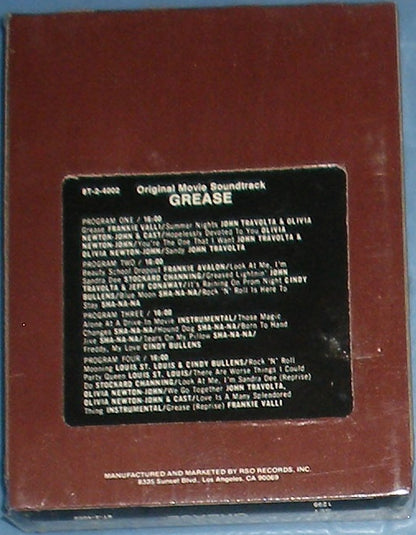 8T-2-4002 Original Movie Soundtrack
GREASE
PROGRAM ONE / 16:00
Grease FRANKIE VALLI/Summer Nights JOHN TRAVOLTA & OLIVIA
NEWTON-JOHN & CAST/Hopelessly Devoted To You OLIVIA
NEWTON-JOHN/You're The One That I Want JOHN TRAVOLTA &
OLIVIA NEWTON-JOHN/Sandy JOHN TRAVOLTA
PROGRAM TWO / 16:00
Beauty School Dropout FRANKIE AVALON/Look At Me, I'm
Sandra Dee STOCKARD CHANNING/Greased Lightnin' JOHN
TRAVOLTA & JEFF CONAWAY/It's Raining On Prom Night CINDY
BULLENS/Blue Moon SHA-NA-NA/Rock 'N' Roll Is Here To
Stay SHA-NA-NA
PROGRAM THREE / 16:00
Alone At A Drive-In Movie INSTRUMENTAL/Those Magic
Changes SHA-NA-NA/Hound Dog SHA-NA-NA/Born To Hand
Jive SHA-NA-NA/Tears On My Pillow SHA-NA-NA/
Freddy, My Love CINDY BULLENS
PROGRAM FOUR / 16:00
Mooning LOUIS ST. LOUIS & CINDY BULLENS/Rock 'N' Roll
Party Queen LOUIS ST. LOUIS/There Are Worse Things I Could
Do STOCKARD CHANNING/Look At Me, I'm Sandra Dee (Reprise)
OLIVIA NEWTON-JOHN/We Go Together JOHN TRAVOLTA,
OLIVIA NEWTON-JOHN & CAST/Love Is A Many Splendored
Thing INSTRUMENTAL/Grease (Reprise) FRANKIE VALLI
MANUFACTURED AND MARKETED BY RSO RECORDS, INC.
8335 Sunset Blvd., Los Angeles, CA 90069